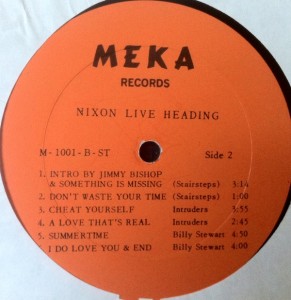 MEKA
RECORDS
NIXON LIVE HEADING
M-1001-B-ST Side 2
1. INTRO BY JIMMY BISHOP
& SOMETHING IS MISSING (Stairsteps) 3:14
2. DON'T WASTE YOUR TIME (Stairsteps) 1:00
3. CHEAT YOURSELF Intruders 3:55
4. A LOVE THAT'S REAL Intruders 2:45
5. SUMMERTIME Billy Stewart 4:50
I DO LOVE YOU & END Billy Stewart 4:00